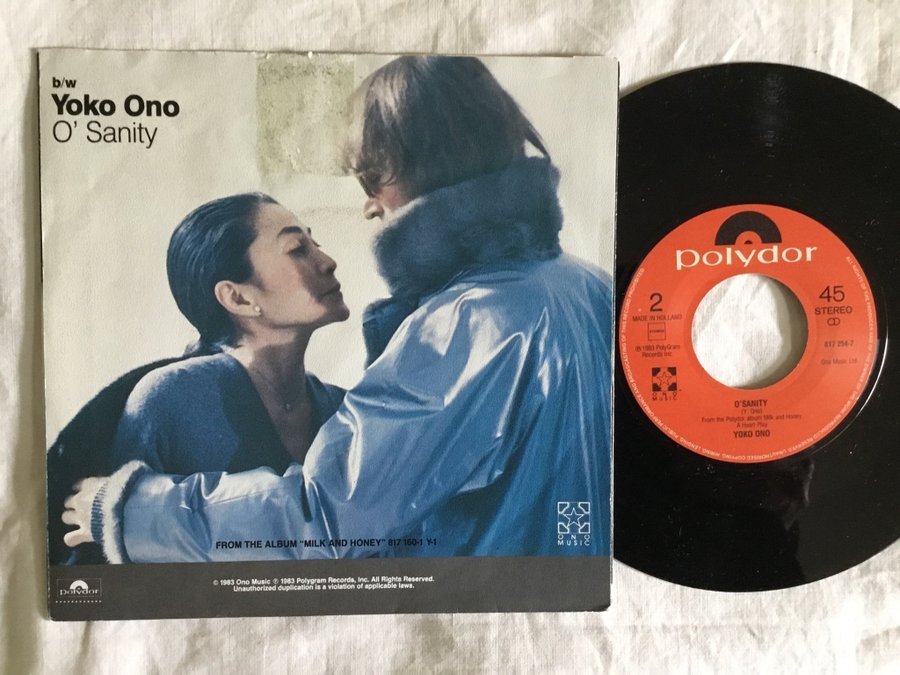 b/w
Yoko Ono
O' Sanity
FROM THE ALBUM "MILK AND HONEY" 817 160-1 Y-1
ONO
MUSIC
polydor
© 1983 Ono Music ℗ 1983 Polygram Records, Inc. All Rights Reserved.
Unauthorized duplication is a violation of applicable laws.
polydor
2
MADE IN HOLLAND
STEMRA
℗ 1983 PolyGram
Records Inc.
ONO
MUSIC
45
STEREO
817 254-7
Ono Music Ltd.
O'SANITY
(Y. Ono)
From the Polydor album Milk and Honey
A Heart Play
YOKO ONO